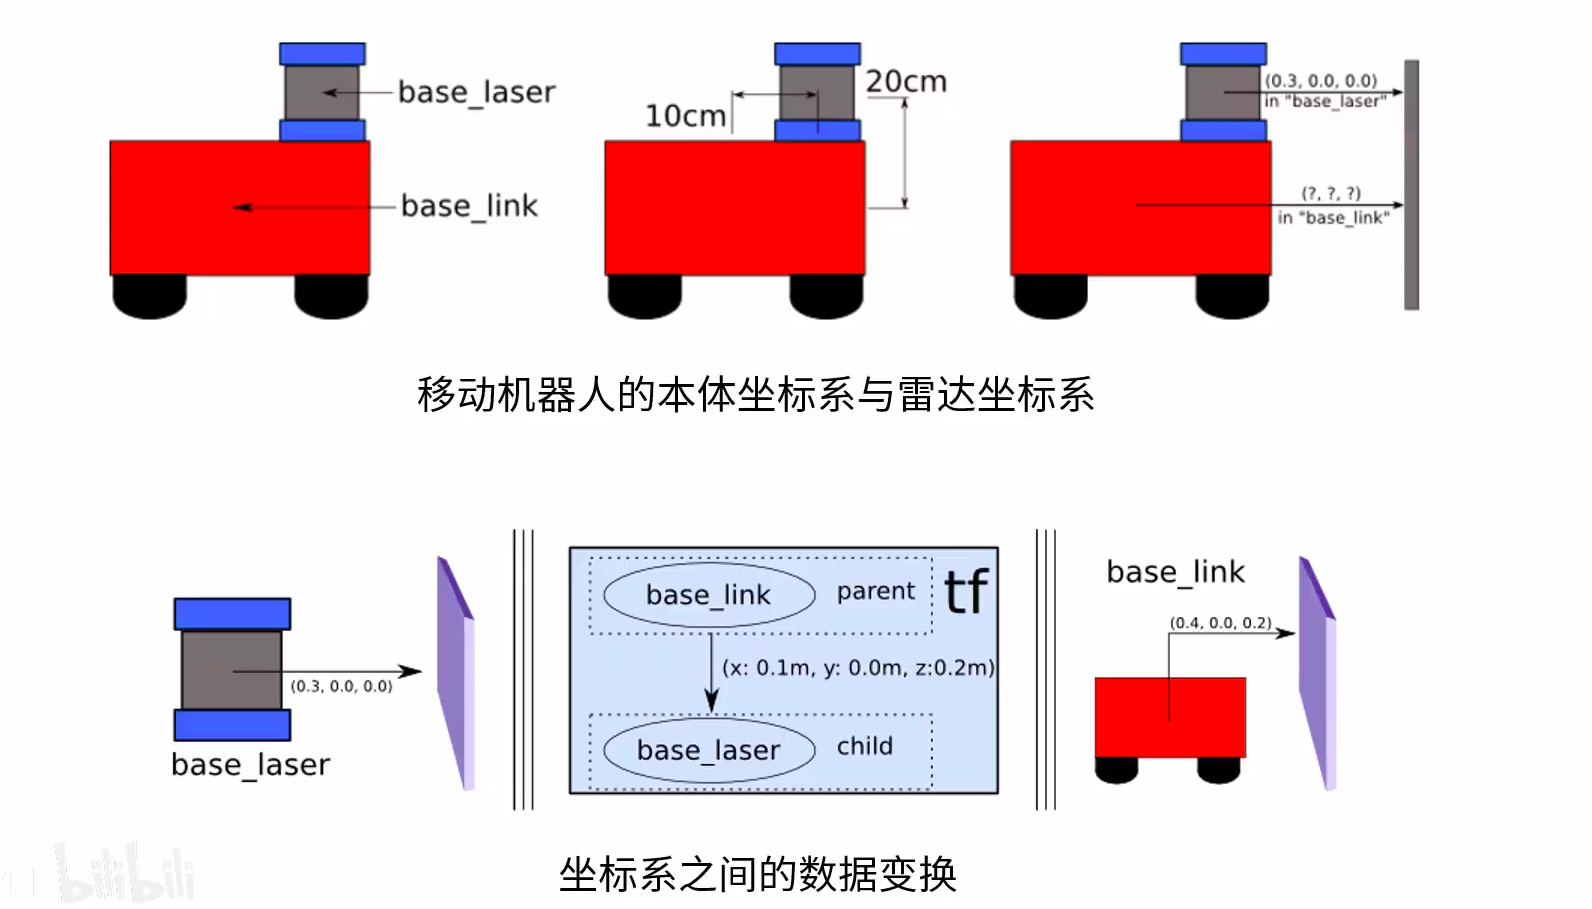 base_laser
base_link
10cm
20cm
(0.3, 0.0, 0.0)
in "base_laser"
(?, ?, ?)
in "base_link"
移动机器人的本体坐标系与雷达坐标系
(0.3, 0.0, 0.0)
base_laser
base_link
parent
tf
(x: 0.1m, y: 0.0m, z:0.2m)
base_laser
child
base_link
(0.4, 0.0, 0.2)
坐标系之间的数据变换
bilibili